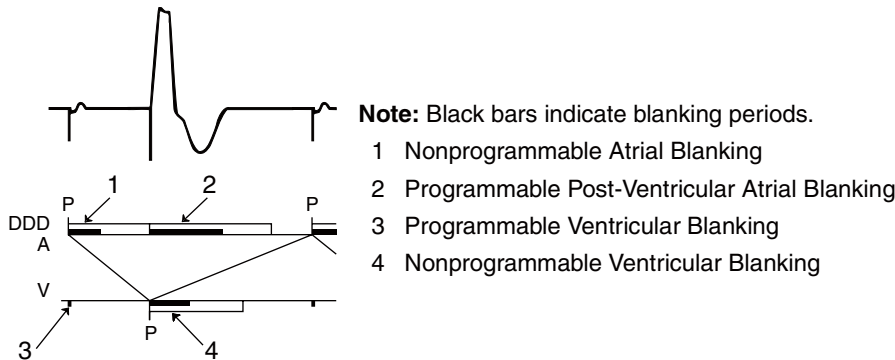 Note: Black bars indicate blanking periods.
1 Nonprogrammable Atrial Blanking
2 Programmable Post-Ventricular Atrial Blanking
3 Programmable Ventricular Blanking
4 Nonprogrammable Ventricular Blanking
1 2
P P
DDD
A
V
P
3 4